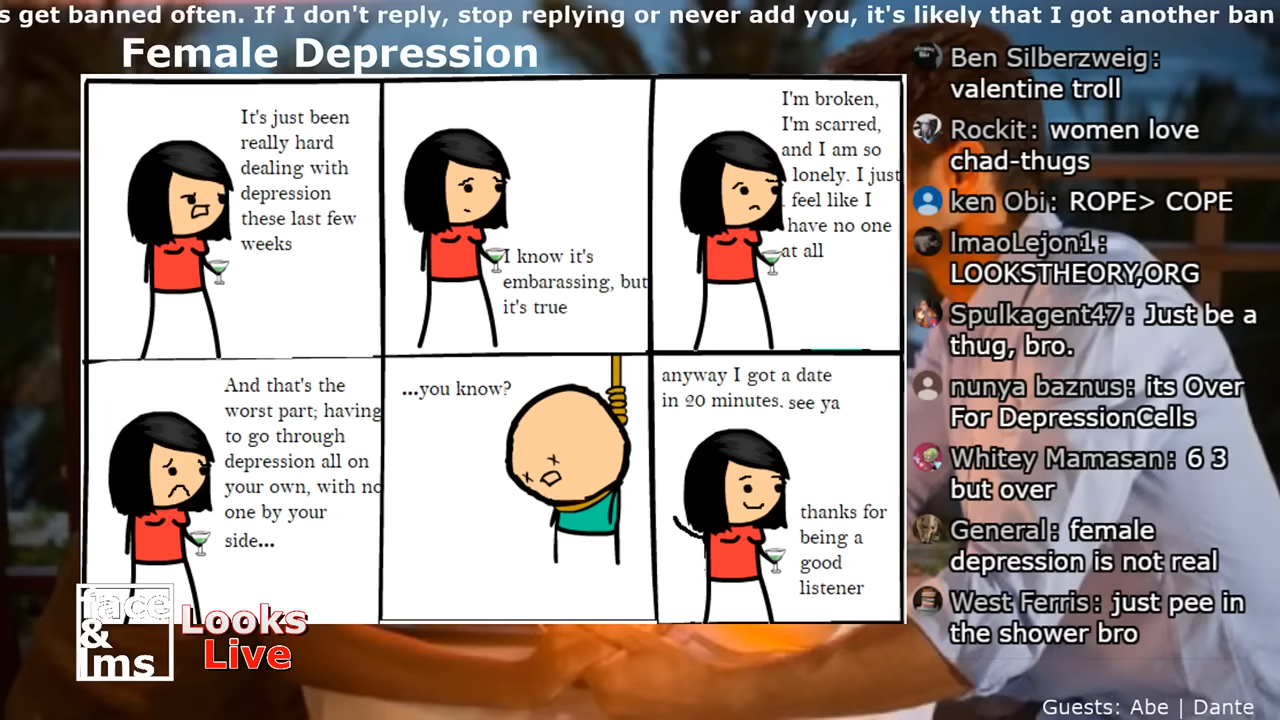 s get banned often. If I don't reply, stop replying or never add you, it's likely that I got another ban
Female Depression
It's just been
really hard
dealing with
depression
these last few
weeks
I know it's
embarassing, but
it's true
I'm broken,
I'm scarred,
and I am so
lonely. I just
feel like I
have no one
at all
And that's the
worst part; having
to go through
depression all on
your own, with no
one by your
side...
...you know?
anyway I got a date
in 20 minutes. see ya
thanks for
being a
good
listener
face
&
lms
Looks
Live
Ben Silberzweig:
valentine troll
Rockit: women love
chad-thugs
ken Obi: ROPE> COPE
lmaoLejon1:
LOOKSTHEORY,ORG
Spulkagent47: Just be a
thug, bro.
nunya baznus: its Over
For DepressionCells
Whitey Mamasan: 6 3
but over
General: female
depression is not real
West Ferris: just pee in
the shower bro
Guests: Abe | Dante